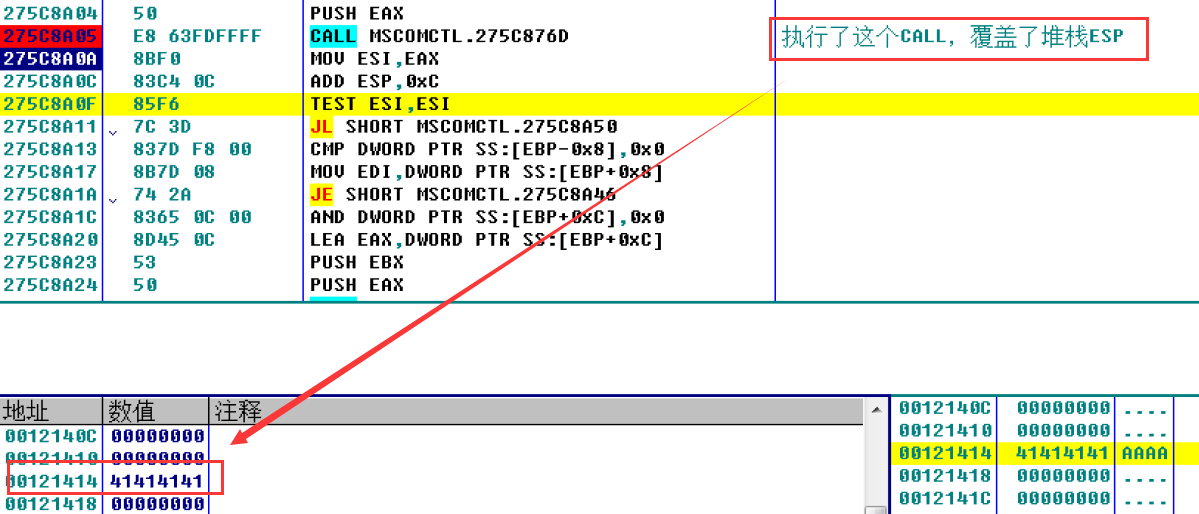 275C8A04 50 PUSH EAX
275C8A05 E8 63FDFFFF CALL MSCOMCTL.275C876D
执行了这个CALL，覆盖了堆栈ESP
275C8A0A 8BF0 MOV ESI,EAX
275C8A0C 83C4 0C ADD ESP,0xC
275C8A0F 85F6 TEST ESI,ESI
275C8A11 7C 3D JL SHORT MSCOMCTL.275C8A50
275C8A13 837D F8 00 CMP DWORD PTR SS:[EBP-0x8],0x0
275C8A17 8B7D 08 MOV EDI,DWORD PTR SS:[EBP+0x8]
275C8A1A 74 2A JE SHORT MSCOMCTL.275C8A46
275C8A1C 8365 0C 00 AND DWORD PTR SS:[EBP+0xC],0x0
275C8A20 8D45 0C LEA EAX,DWORD PTR SS:[EBP+0xC]
275C8A23 53 PUSH EBX
275C8A24 50 PUSH EAX
地址 数值 注释
0012140C 00000000
00121410 00000000
00121414 41414141
00121418 00000000
0012140C 00000000 ....
00121410 00000000 ....
00121414 41414141 AAAA
00121418 00000000 ....
0012141C 00000000 ....